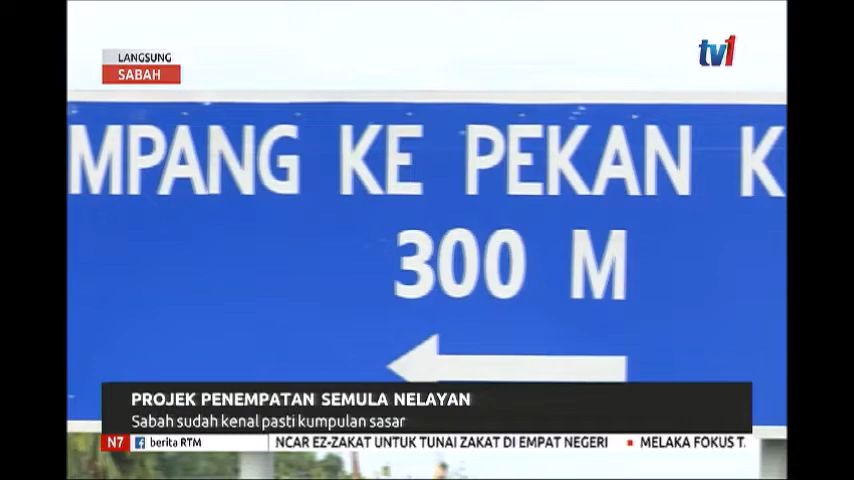 LANGSUNG
SABAH
tv1
MPANG KE PEKAN K
300 M
PROJEK PENEMPATAN SEMULA NELAYAN
Sabah sudah kenal pasti kumpulan sasar
N7 berita RTM NCAR EZ-ZAKAT UNTUK TUNAI ZAKAT DI EMPAT NEGERI ▪ MELAKA FOKUS T.